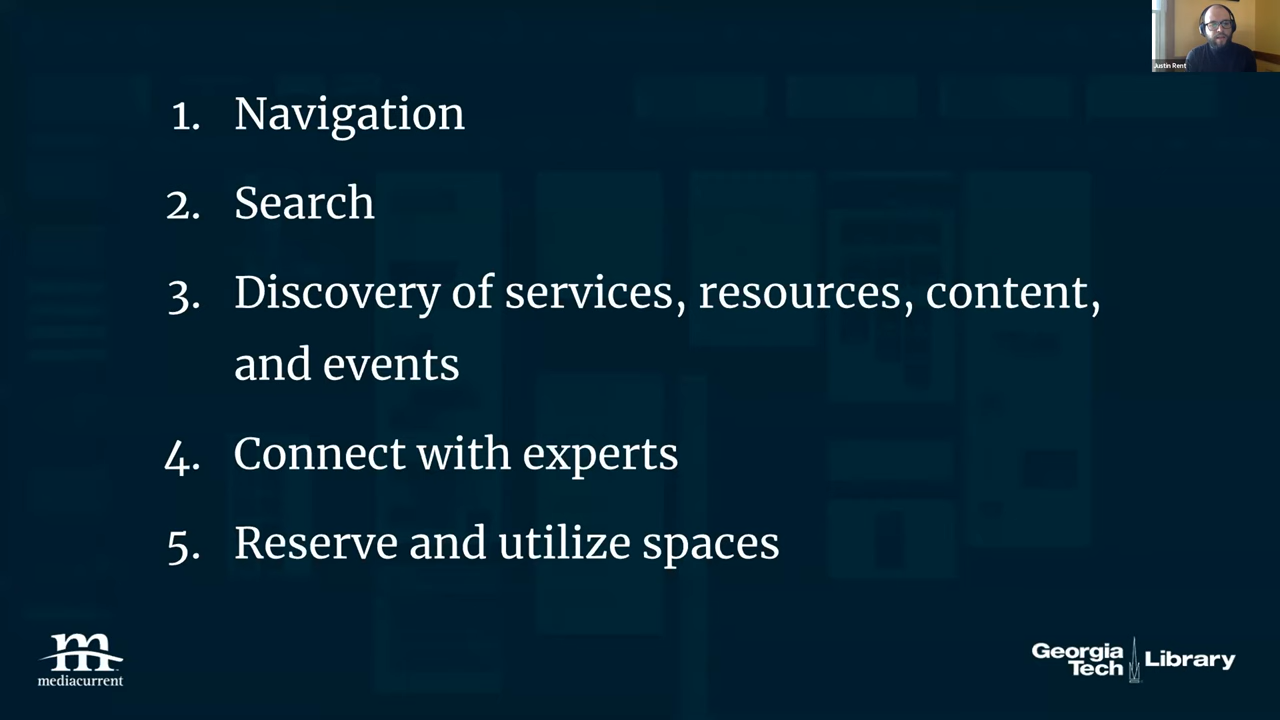 Justin Rent
1. Navigation
2. Search
3. Discovery of services, resources, content,
and events
4. Connect with experts
5. Reserve and utilize spaces
m
mediacurrent
Georgia
Tech
Library